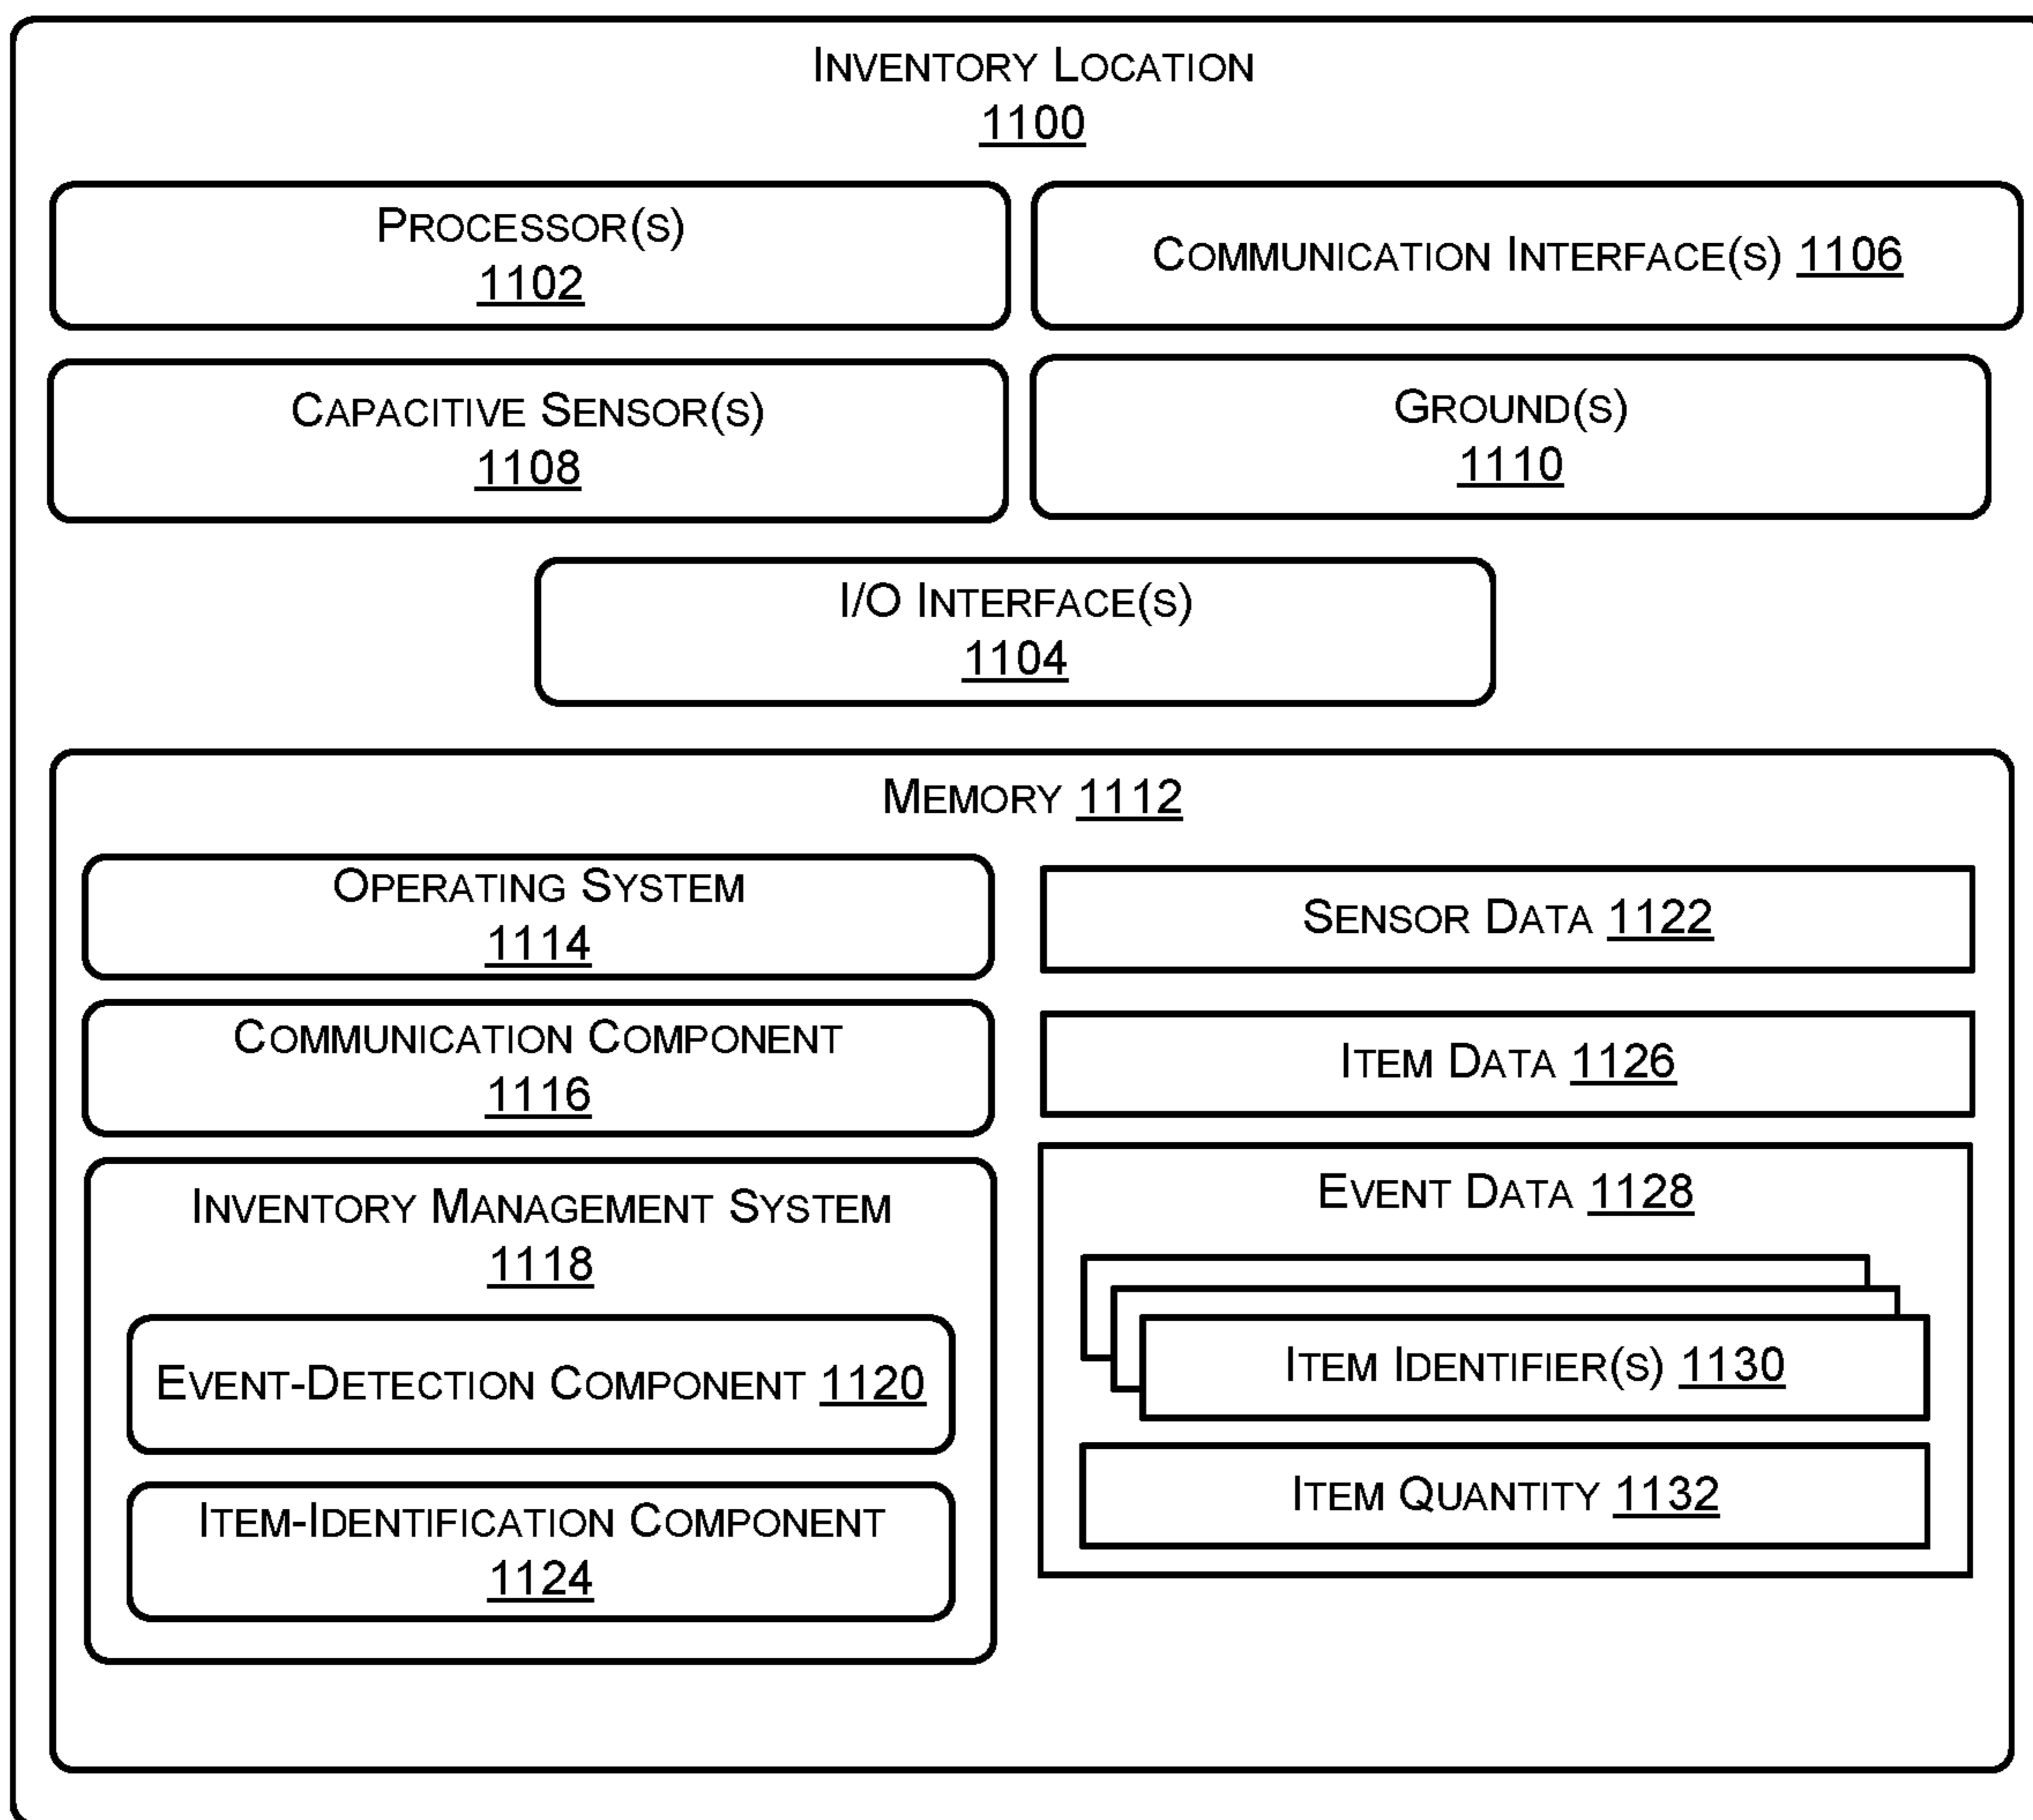 INVENTORY LOCATION
1100
PROCESSOR(S)
1102
COMMUNICATION INTERFACE(S) 1106
CAPACITIVE SENSOR(S)
1108
GROUND(S)
1110
I/O INTERFACE(S)
1104
MEMORY 1112
OPERATING SYSTEM
1114
COMMUNICATION COMPONENT
1116
INVENTORY MANAGEMENT SYSTEM
1118
EVENT-DETECTION COMPONENT 1120
ITEM-IDENTIFICATION COMPONENT
1124
SENSOR DATA 1122
ITEM DATA 1126
EVENT DATA 1128
ITEM IDENTIFIER(S) 1130
ITEM QUANTITY 1132